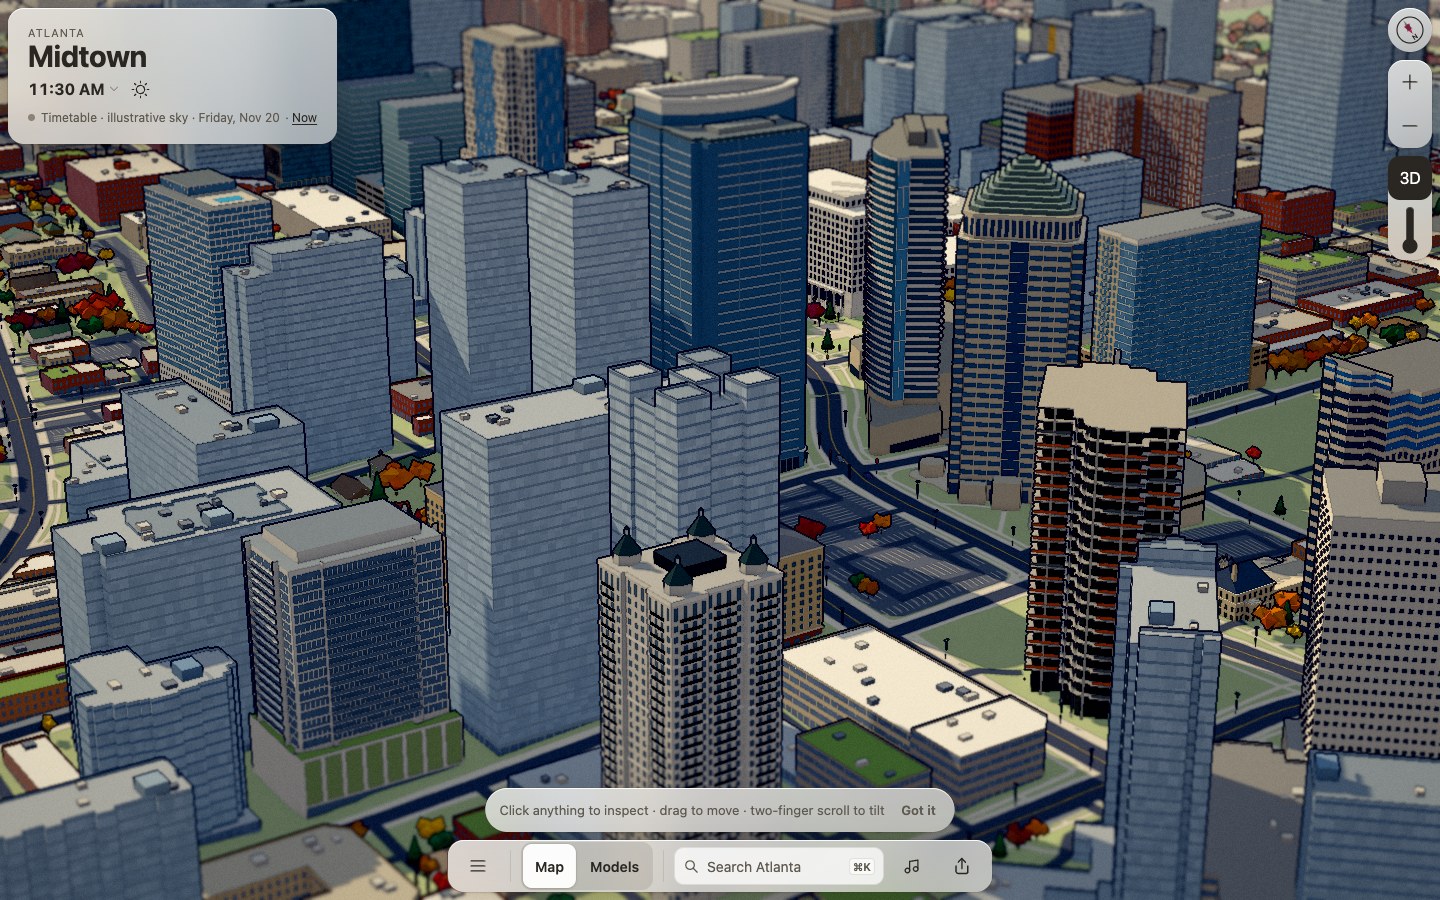 ATLANTA
Midtown
11:30 AM
Timetable · illustrative sky · Friday, Nov 20 · Now
3D
Click anything to inspect · drag to move · two-finger scroll to tilt Got it
Map Models Search Atlanta ⌘K